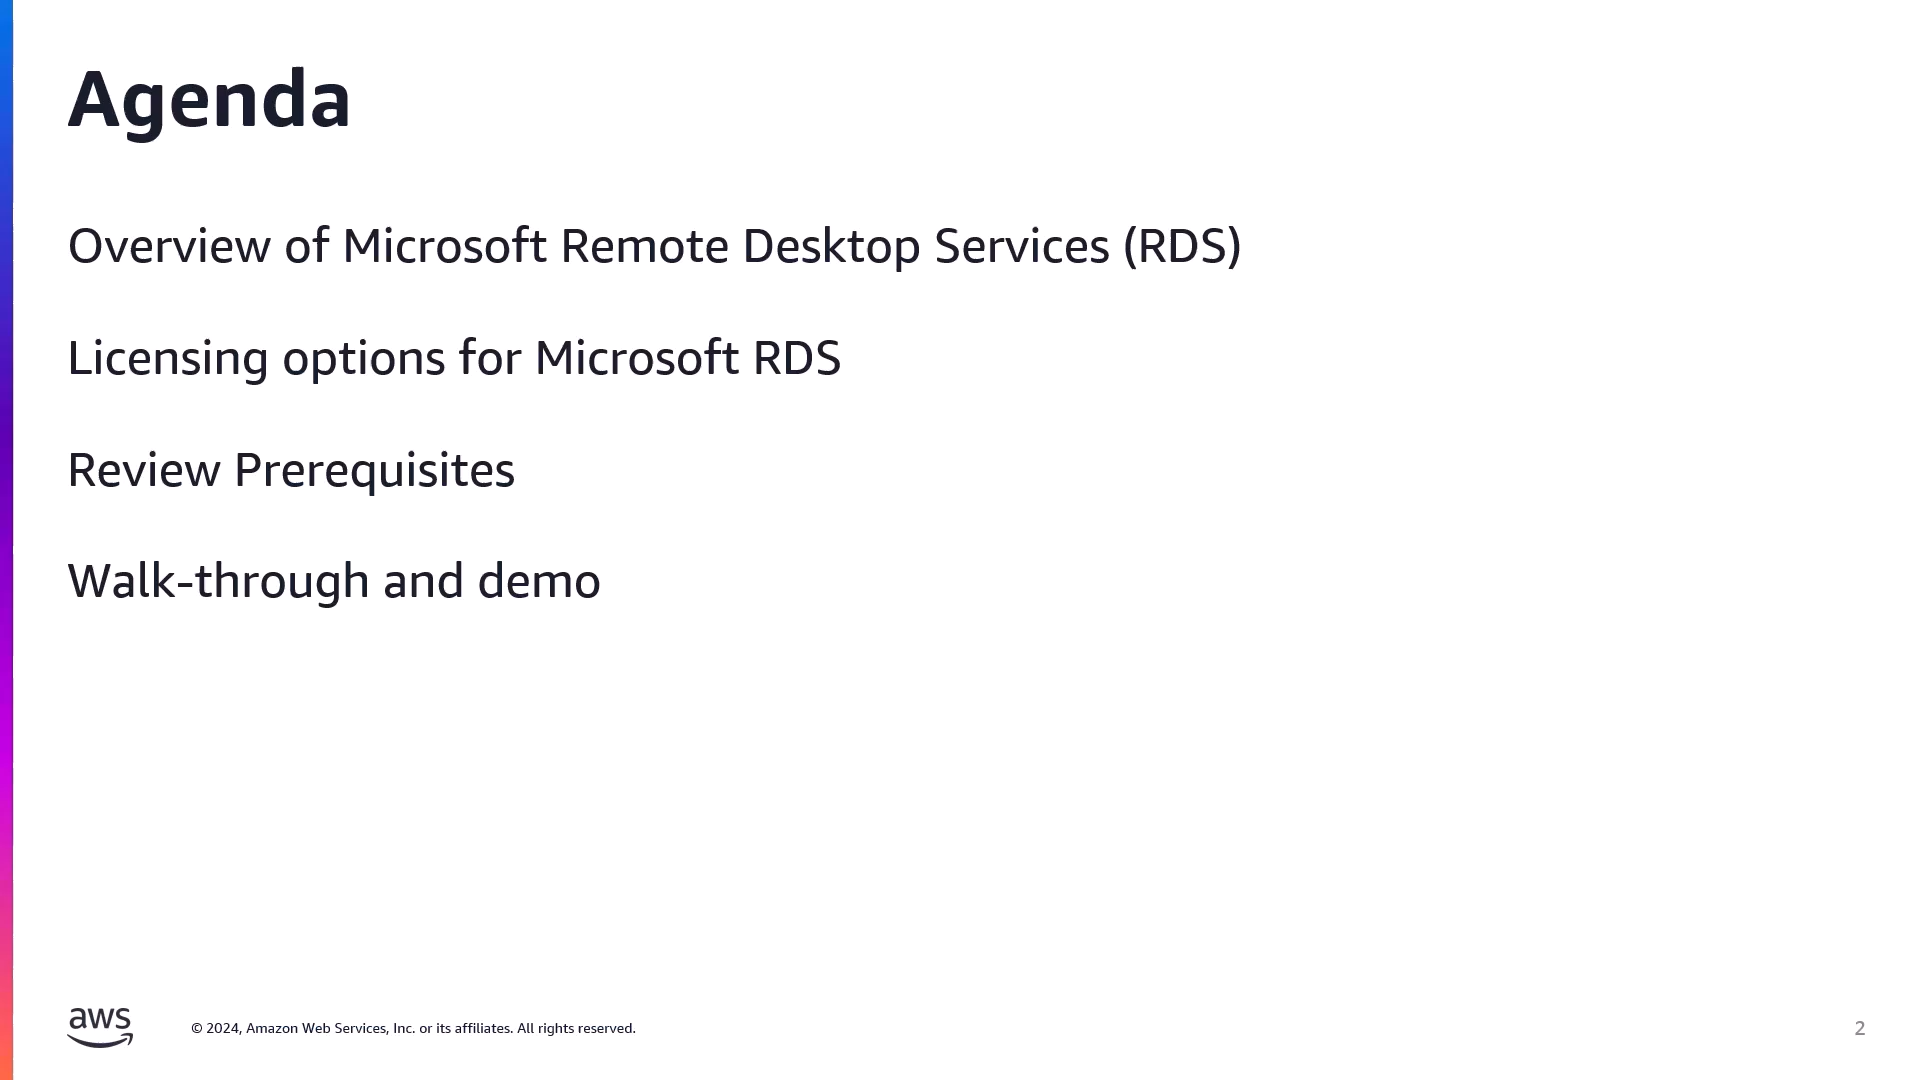 Agenda
Overview of Microsoft Remote Desktop Services (RDS)
Licensing options for Microsoft RDS
Review Prerequisites
Walk-through and demo
aws
© 2024, Amazon Web Services, Inc. or its affiliates. All rights reserved.
2